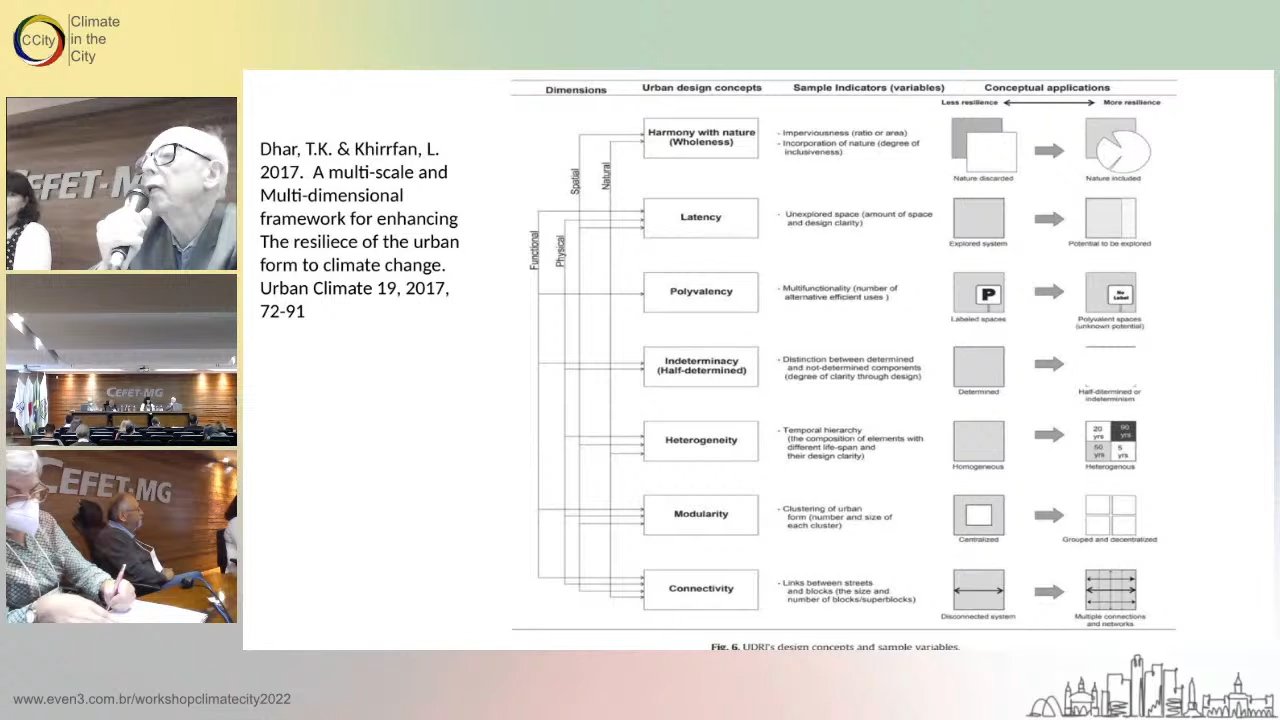 CCity
Climate
in the
City
CEFET-M
CEFET MG
CEFET MG
Dhar, T.K. & Khirrfan, L.
2017. A multi-scale and
Multi-dimensional
framework for enhancing
The resiliece of the urban
form to climate change.
Urban Climate 19, 2017,
72-91
Dimensions
Urban design concepts
Sample Indicators (variables)
Conceptual applications
Less resilience
More resilience
Functional
Physical
Spatial
Natural
Harmony with nature
(Wholeness)
- Imperviousness (ratio or area)
- Incorporation of nature (degree of
inclusiveness)
Nature discarded
Nature included
Latency
- Unexplored space (amount of space
and design clarity)
Explored system
Potential to be explored
Polyvalency
- Multifunctionality (number of
alternative efficient uses )
P
Labeled spaces
No
Label
Polyvalent spaces
(unknown potential)
Indeterminacy
(Half-determined)
- Distinction between determined
and not-determined components
(degree of clarity through design)
Determined
Half-ditermined or
indeterminism
Heterogeneity
- Temporal hierarchy
(the composition of elements with
different life-span and
their design clarity)
Homogeneous
20
yrs
90
yrs
50
yrs
5
yrs
Heterogenous
Modularity
- Clustering of urban
form (number and size of
each cluster)
Centralized
Grouped and decentralized
Connectivity
- Links between streets
and blocks (the size and
number of blocks/superblocks)
Disconnected system
Multiple connections
and networks
Fig. 6. UDRI's design concepts and sample variables.
www.even3.br/workshopclimatecity2022